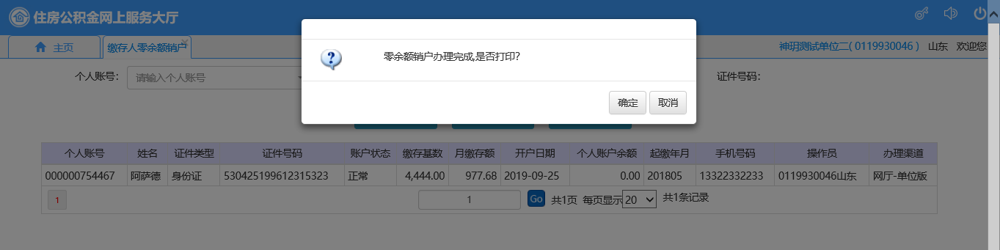 住房公积金网上服务大厅
主页 缴存人零余额销户 神玥测试单位二( 0119930046 ) 山东 欢迎您
零余额销户办理完成,是否打印?
个人账号: 请输入个人账号 证件号码:
确定 取消
个人账号 姓名 证件类型 证件号码 账户状态 缴存基数 月缴存额 开户日期 个人账户余额 起缴年月 手机号码 操作员 办理渠道
000000754467 阿萨德 身份证 530425199612315323 正常 4,444.00 977.68 2019-09-25 0.00 201805 13322332233 0119930046山东 网厅-单位版
1 1 Go 共1页 每页显示 20 共1条记录